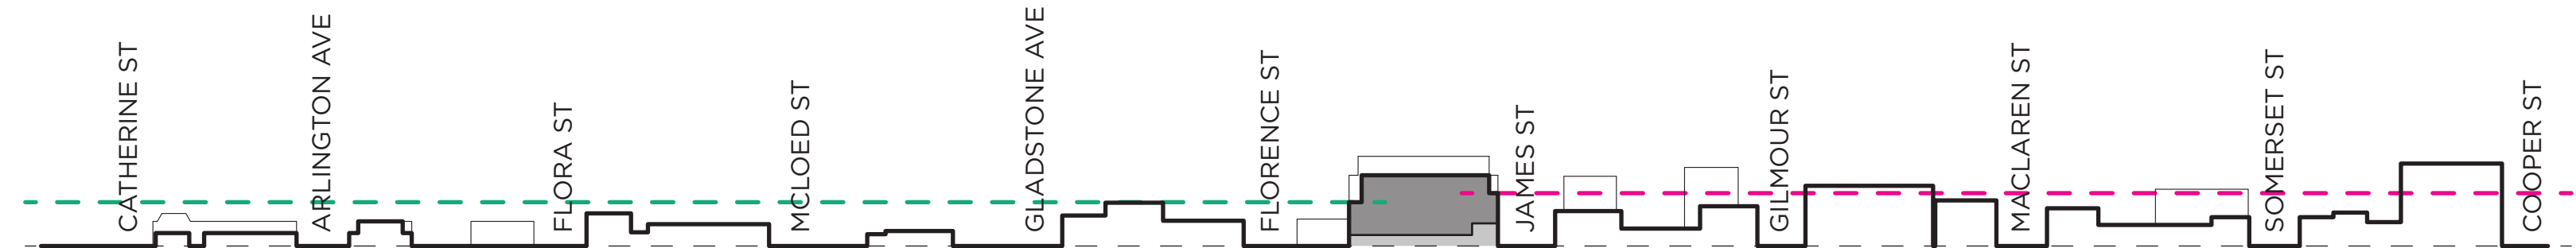 CATHERINE ST
ARLINGTON AVE
FLORA ST
MCLOED ST
GLADSTONE AVE
FLORENCE ST
JAMES ST
GILMOUR ST
MACLAREN ST
SOMERSET ST
COOPER ST